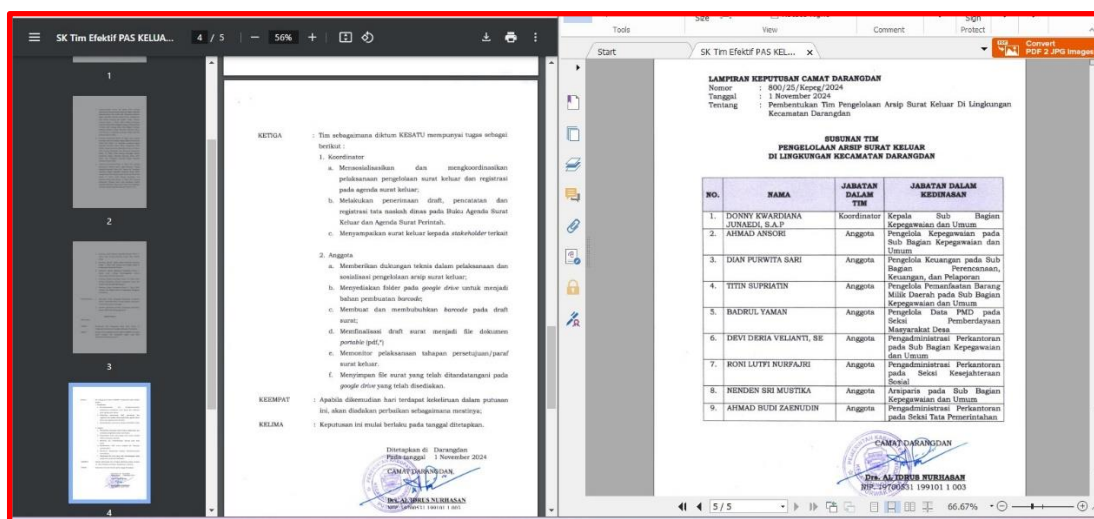 SK Tim Efektif PAS KELUA...
4 / 5
56%
1
2
3
4
KETIGA : Tim sebagaimana diktum KESATU mempunyai tugas sebagai
berikut :
1. Koordinator
a. Mensosialisasikan dan mengkoordinasikan
pelaksanaan pengelolaan surat keluar dan registrasi
pada agenda surat keluar;
b. Melakukan penerimaan draft, pencatatan dan
registrasi tata naskah dinas pada Buku Agenda Surat
Keluar dan Agenda Surat Perintah.
c. Menyampaikan surat keluar kepada stakeholder terkait
2. Anggota
a. Memberikan dukungan teknis dalam pelaksanaan dan
sosialisasi pengelolaan arsip surat keluar;
b. Menyediakan folder pada google drive untuk menjadi
bahan pembuatan barcode;
c. Membuat dan membubuhkan barcode pada draft
surat;
d. Memfinalisasi draft surat menjadi file dokumen
portable (pdf,*)
e. Memonitor pelaksanaan tahapan persetujuan/paraf
surat keluar;
f. Menyimpan file surat yang telah ditandatangani pada
google drive yang telah disediakan.
KEEMPAT : Apabila dikemudian hari terdapat kekeliruan dalam putusan
ini, akan diadakan perbaikan sebagaimana mestinya;
KELIMA : Keputusan ini mulai berlaku pada tanggal ditetapkan.
Ditetapkan di Darangdan
Pada tanggal 1 November 2024
CAMAT DARANGDAN,
Drs. AL IDRUS NURHASAN
NIP. 19700531 199101 1 003
Tools
Size
View
Comment
Sign
Protect
Start
SK Tim Efektif PAS KEL... x
Convert
PDF 2 JPG Images
LAMPIRAN KEPUTUSAN CAMAT DARANGDAN
Nomor : 800/25/Kepeg/2024
Tanggal : 1 November 2024
Tentang : Pembentukan Tim Pengelolaan Arsip Surat Keluar Di Lingkungan
Kecamatan Darangdan
SUSUNAN TIM
PENGELOLAAN ARSIP SURAT KELUAR
DI LINGKUNGAN KECAMATAN DARANGDAN
NO. NAMA JABATAN DALAM TIM JABATAN DALAM KEDINASAN
1. DONNY KWARDIANA JUNAEDI, S.A.P Koordinator Kepala Sub Bagian Kepegawaian dan Umum
2. AHMAD ANSORI Anggota Pengelola Kepegawaian pada Sub Bagian Kepegawaian dan Umum
3. DIAN PURWITA SARI Anggota Pengelola Keuangan pada Sub Bagian Perencanaan, Keuangan, dan Pelaporan
4. TITIN SUPRIATIN Anggota Pengelola Pemanfaatan Barang Milik Daerah pada Sub Bagian Kepegawaian dan Umum
5. BADRUL YAMAN Anggota Pengelola Data PMD pada Seksi Pemberdayaan Masyarakat Desa
6. DEVI DERIA VELIANTI, SE Anggota Pengadministrasi Perkantoran pada Sub Bagian Kepegawaian dan Umum
7. RONI LUTFI NURFAJRI Anggota Pengadministrasi Perkantoran pada Seksi Kesejahteraan Sosial
8. NENDEN SRI MUSTIKA Anggota Arsiparis pada Sub Bagian Kepegawaian dan Umum
9. AHMAD BUDI ZAENUDIN Anggota Pengadministrasi Perkantoran pada Seksi Tata Pemerintahan
CAMAT DARANGDAN
Drs. AL IDRUS NURHASAN
NIP. 19700531 199101 1 003
5 / 5
66.67%